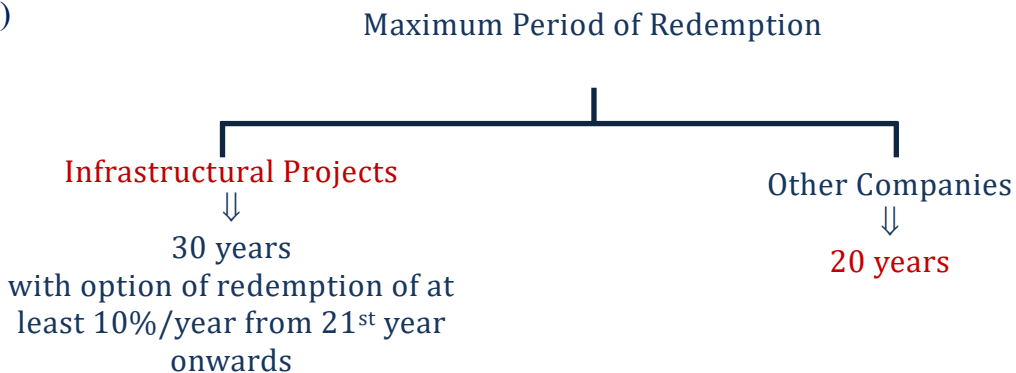 )
Maximum Period of Redemption
Infrastructural Projects
⇓
30 years
with option of redemption of at
least 10%/year from 21st year
onwards
Other Companies
⇓
20 years